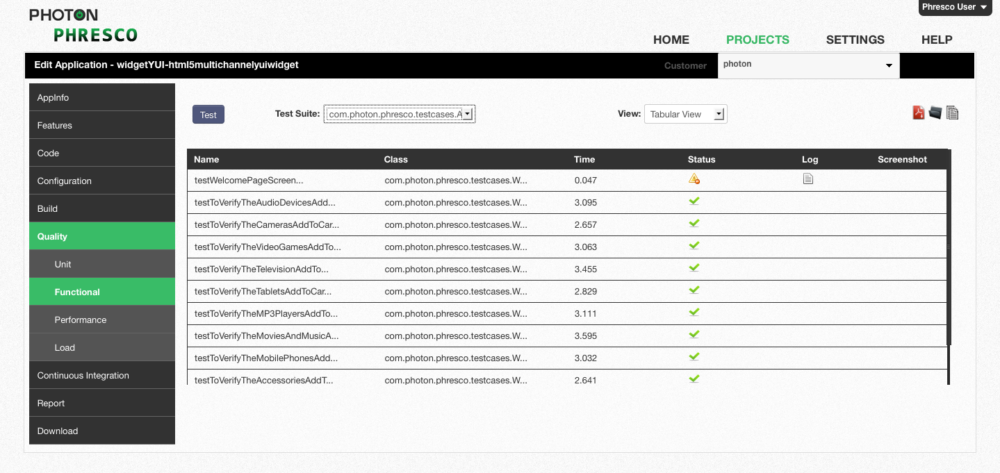 PHOTON
PHRESCO
Phresco User
HOME PROJECTS SETTINGS HELP
Edit Application - widgetYUI-html5multichannelyuiwidget
Customer photon
AppInfo
Features
Code
Configuration
Build
Quality
Unit
Functional
Performance
Load
Continuous Integration
Report
Download
Test Test Suite: com.photon.phresco.testcases.A View: Tabular View
Name Class Time Status Log Screenshot
testWelcomePageScreen... com.photon.phresco.testcases.W... 0.047
testToVerifyTheAudioDevicesAdd... com.photon.phresco.testcases.W... 3.095
testToVerifyTheCamerasAddToCar... com.photon.phresco.testcases.W... 2.657
testToVerifyTheVideoGamesAddTo... com.photon.phresco.testcases.W... 3.063
testToVerifyTheTelevisionAddTo... com.photon.phresco.testcases.W... 3.455
testToVerifyTheTabletsAddToCar... com.photon.phresco.testcases.W... 2.829
testToVerifyTheMP3PlayersAddTo... com.photon.phresco.testcases.W... 3.111
testToVerifyTheMoviesAndMusicA... com.photon.phresco.testcases.W... 3.595
testToVerifyTheMobilePhonesAdd... com.photon.phresco.testcases.W... 3.032
testToVerifyTheAccessoriesAddT... com.photon.phresco.testcases.W... 2.641